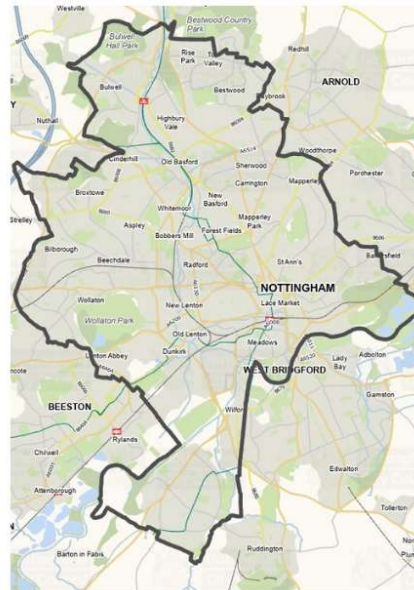 Westville
Bestwood Country
Park
Bulwell
Hall Park
Rise
Park
Valley
Redhill
ARNOLD
Bulwell
Bestwood
Nuthall
Highbury
Vale
Woodthorpe
Cinderhill
Old Basford
Sherwood
Porchester
Carrington
Mapperley
Broxtowe
New
Basford
Strelley
Whitemoor
Mapperley
Park
Aspley
Forest Fields
Bobbers Mill
Bilborough
Beechdale
Radford
St Ann's
NOTTINGHAM
Wollaton
New Lenton
Lace Market
Wollaton Park
Old Lenton
Meadows
Dunkirk
Lenton Abbey
Lady
Bay
Adbolton
WEST BRIDGFORD
BEESTON
Gamston
Wilford
Rylands
Chilwell
Edwalton
Attenborough
Tollerton
Barton in Fabis
Ruddington